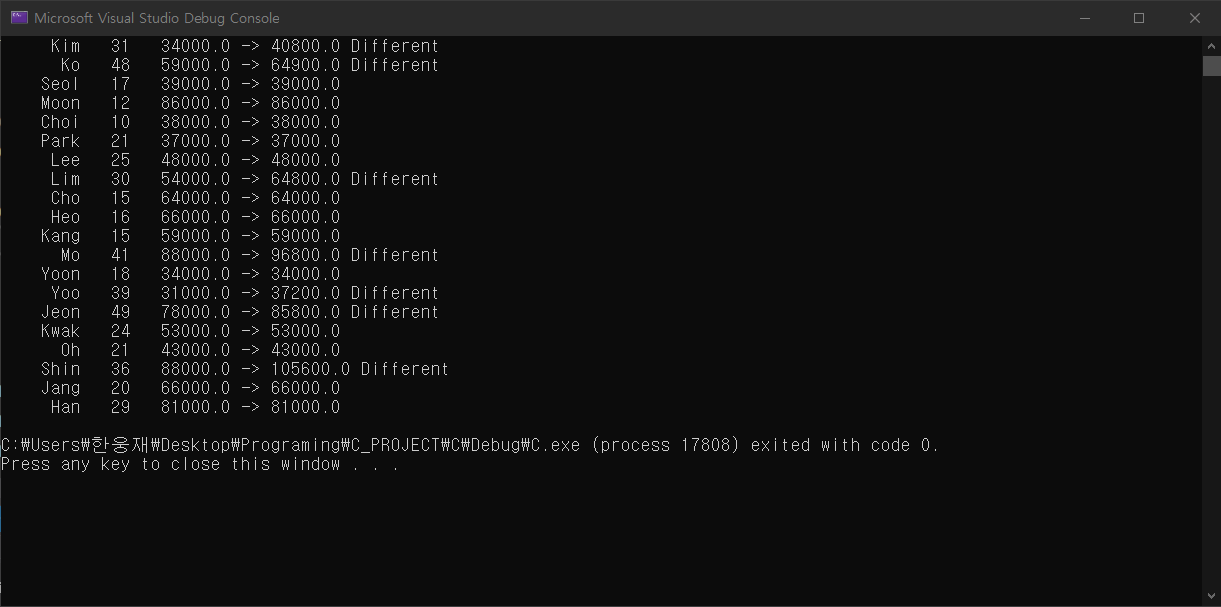 Microsoft Visual Studio Debug Console
Kim 31 34000.0 -> 40800.0 Different
Ko 48 59000.0 -> 64900.0 Different
Seol 17 39000.0 -> 39000.0
Moon 12 86000.0 -> 86000.0
Choi 10 38000.0 -> 38000.0
Park 21 37000.0 -> 37000.0
Lee 25 48000.0 -> 48000.0
Lim 30 54000.0 -> 64800.0 Different
Cho 15 64000.0 -> 64000.0
Heo 16 66000.0 -> 66000.0
Kang 15 59000.0 -> 59000.0
Mo 41 88000.0 -> 96800.0 Different
Yoon 18 34000.0 -> 34000.0
Yoo 39 31000.0 -> 37200.0 Different
Jeon 49 78000.0 -> 85800.0 Different
Kwak 24 53000.0 -> 53000.0
Oh 21 43000.0 -> 43000.0
Shin 36 88000.0 -> 105600.0 Different
Jang 20 66000.0 -> 66000.0
Han 29 81000.0 -> 81000.0
C:₩Users₩한웅재₩Desktop₩Programing₩C_PROJECT₩C₩Debug₩C.exe (process 17808) exited with code 0.
Press any key to close this window . . .